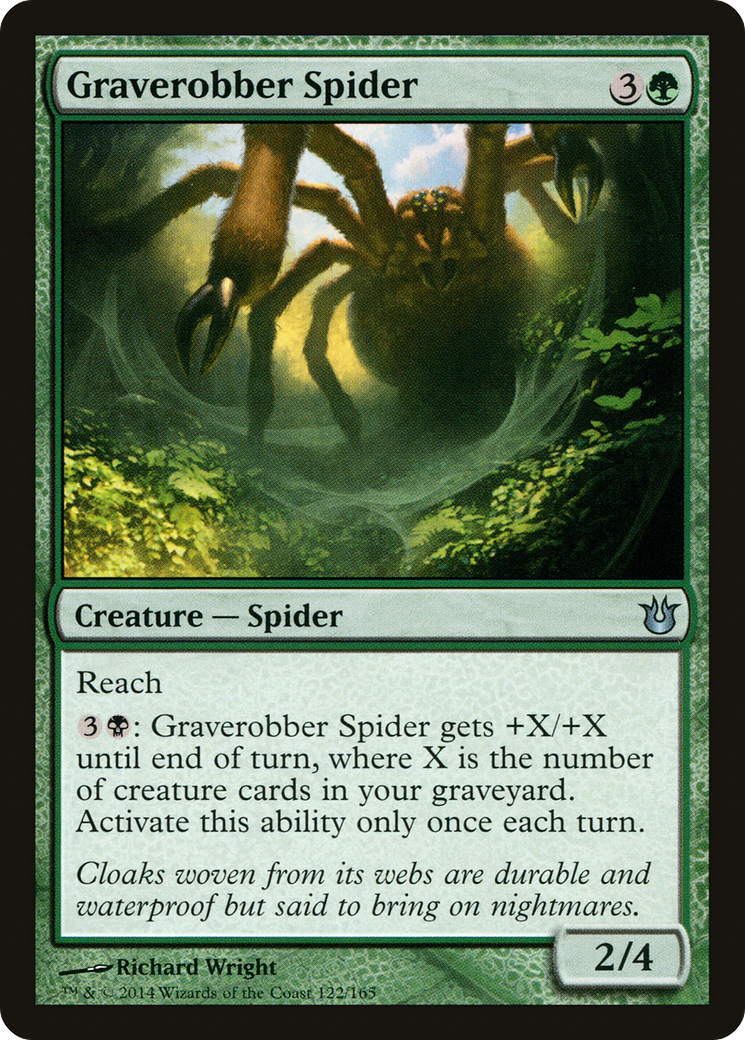 Graverobber Spider 3
Creature — Spider
Reach
3: Graverobber Spider gets +X/+X
until end of turn, where X is the number
of creature cards in your graveyard.
Activate this ability only once each turn.
Cloaks woven from its webs are durable and
waterproof but said to bring on nightmares.
2/4
Richard Wright
™ & © 2014 Wizards of the Coast 122/165